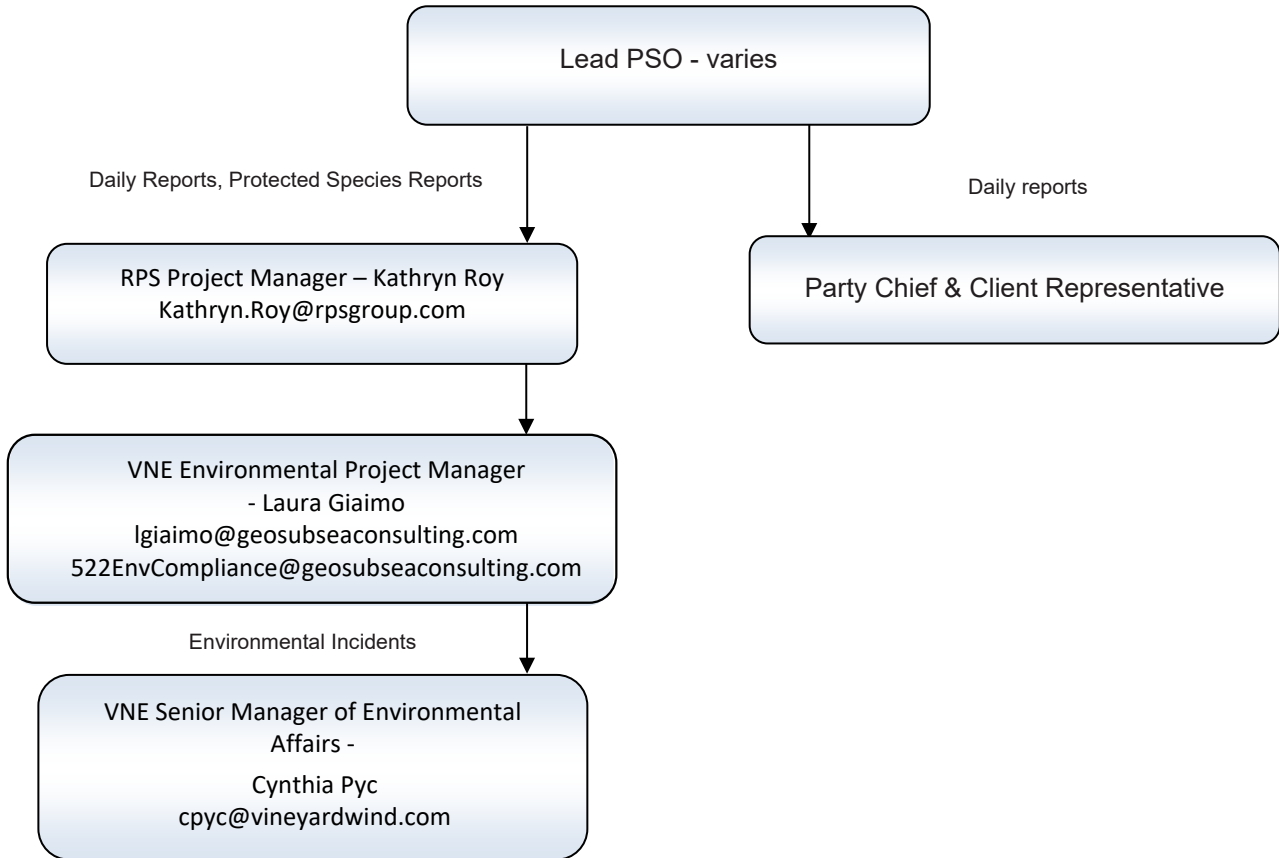 Lead PSO - varies
Daily Reports, Protected Species Reports
Daily reports
RPS Project Manager – Kathryn Roy
Kathryn.Roy@rpsgroup.com
Party Chief & Client Representative
VNE Environmental Project Manager
- Laura Giaimo
lgiaimo@geosubseaconsulting.com
522EnvCompliance@geosubseaconsulting.com
Environmental Incidents
VNE Senior Manager of Environmental
Affairs -
Cynthia Pyc
cpyc@vineyardwind.com